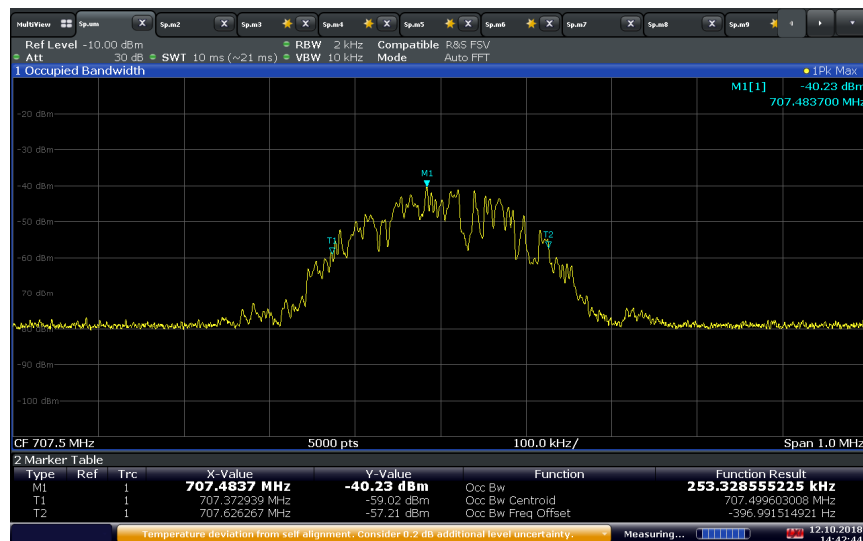 MultiView Sp.um X Sp.m2 X Sp.m3 X Sp.m4 X Sp.m5 X Sp.m6 X Sp.m7 X Sp.m8 X Sp.m9
Ref Level -10.00 dBm RBW 2 kHz Compatible R&S FSV
Att 30 dB SWT 10 ms (~21 ms) VBW 10 kHz Mode Auto FFT
1 Occupied Bandwidth 1Pk Max
M1[1] -40.23 dBm
707.483700 MHz
-20 dBm
-30 dBm
M1
-40 dBm
-50 dBm
T1 T2
-60 dBm
70 dBm
-90 dBm
-100 dBm
CF 707.5 MHz 5000 pts 100.0 kHz/ Span 1.0 MHz
2 Marker Table
Type Ref Trc X-Value Y-Value Function Function Result
M1 1 707.4837 MHz -40.23 dBm Occ Bw 253.328555225 kHz
T1 1 707.372939 MHz -59.02 dBm Occ Bw Centroid 707.499603008 MHz
T2 1 707.626267 MHz -57.21 dBm Occ Bw Freq Offset -396.991514921 Hz
Temperature deviation from self alignment. Consider 0.2 dB additional level uncertainty. Measuring... 12.10.2018
14:42:44